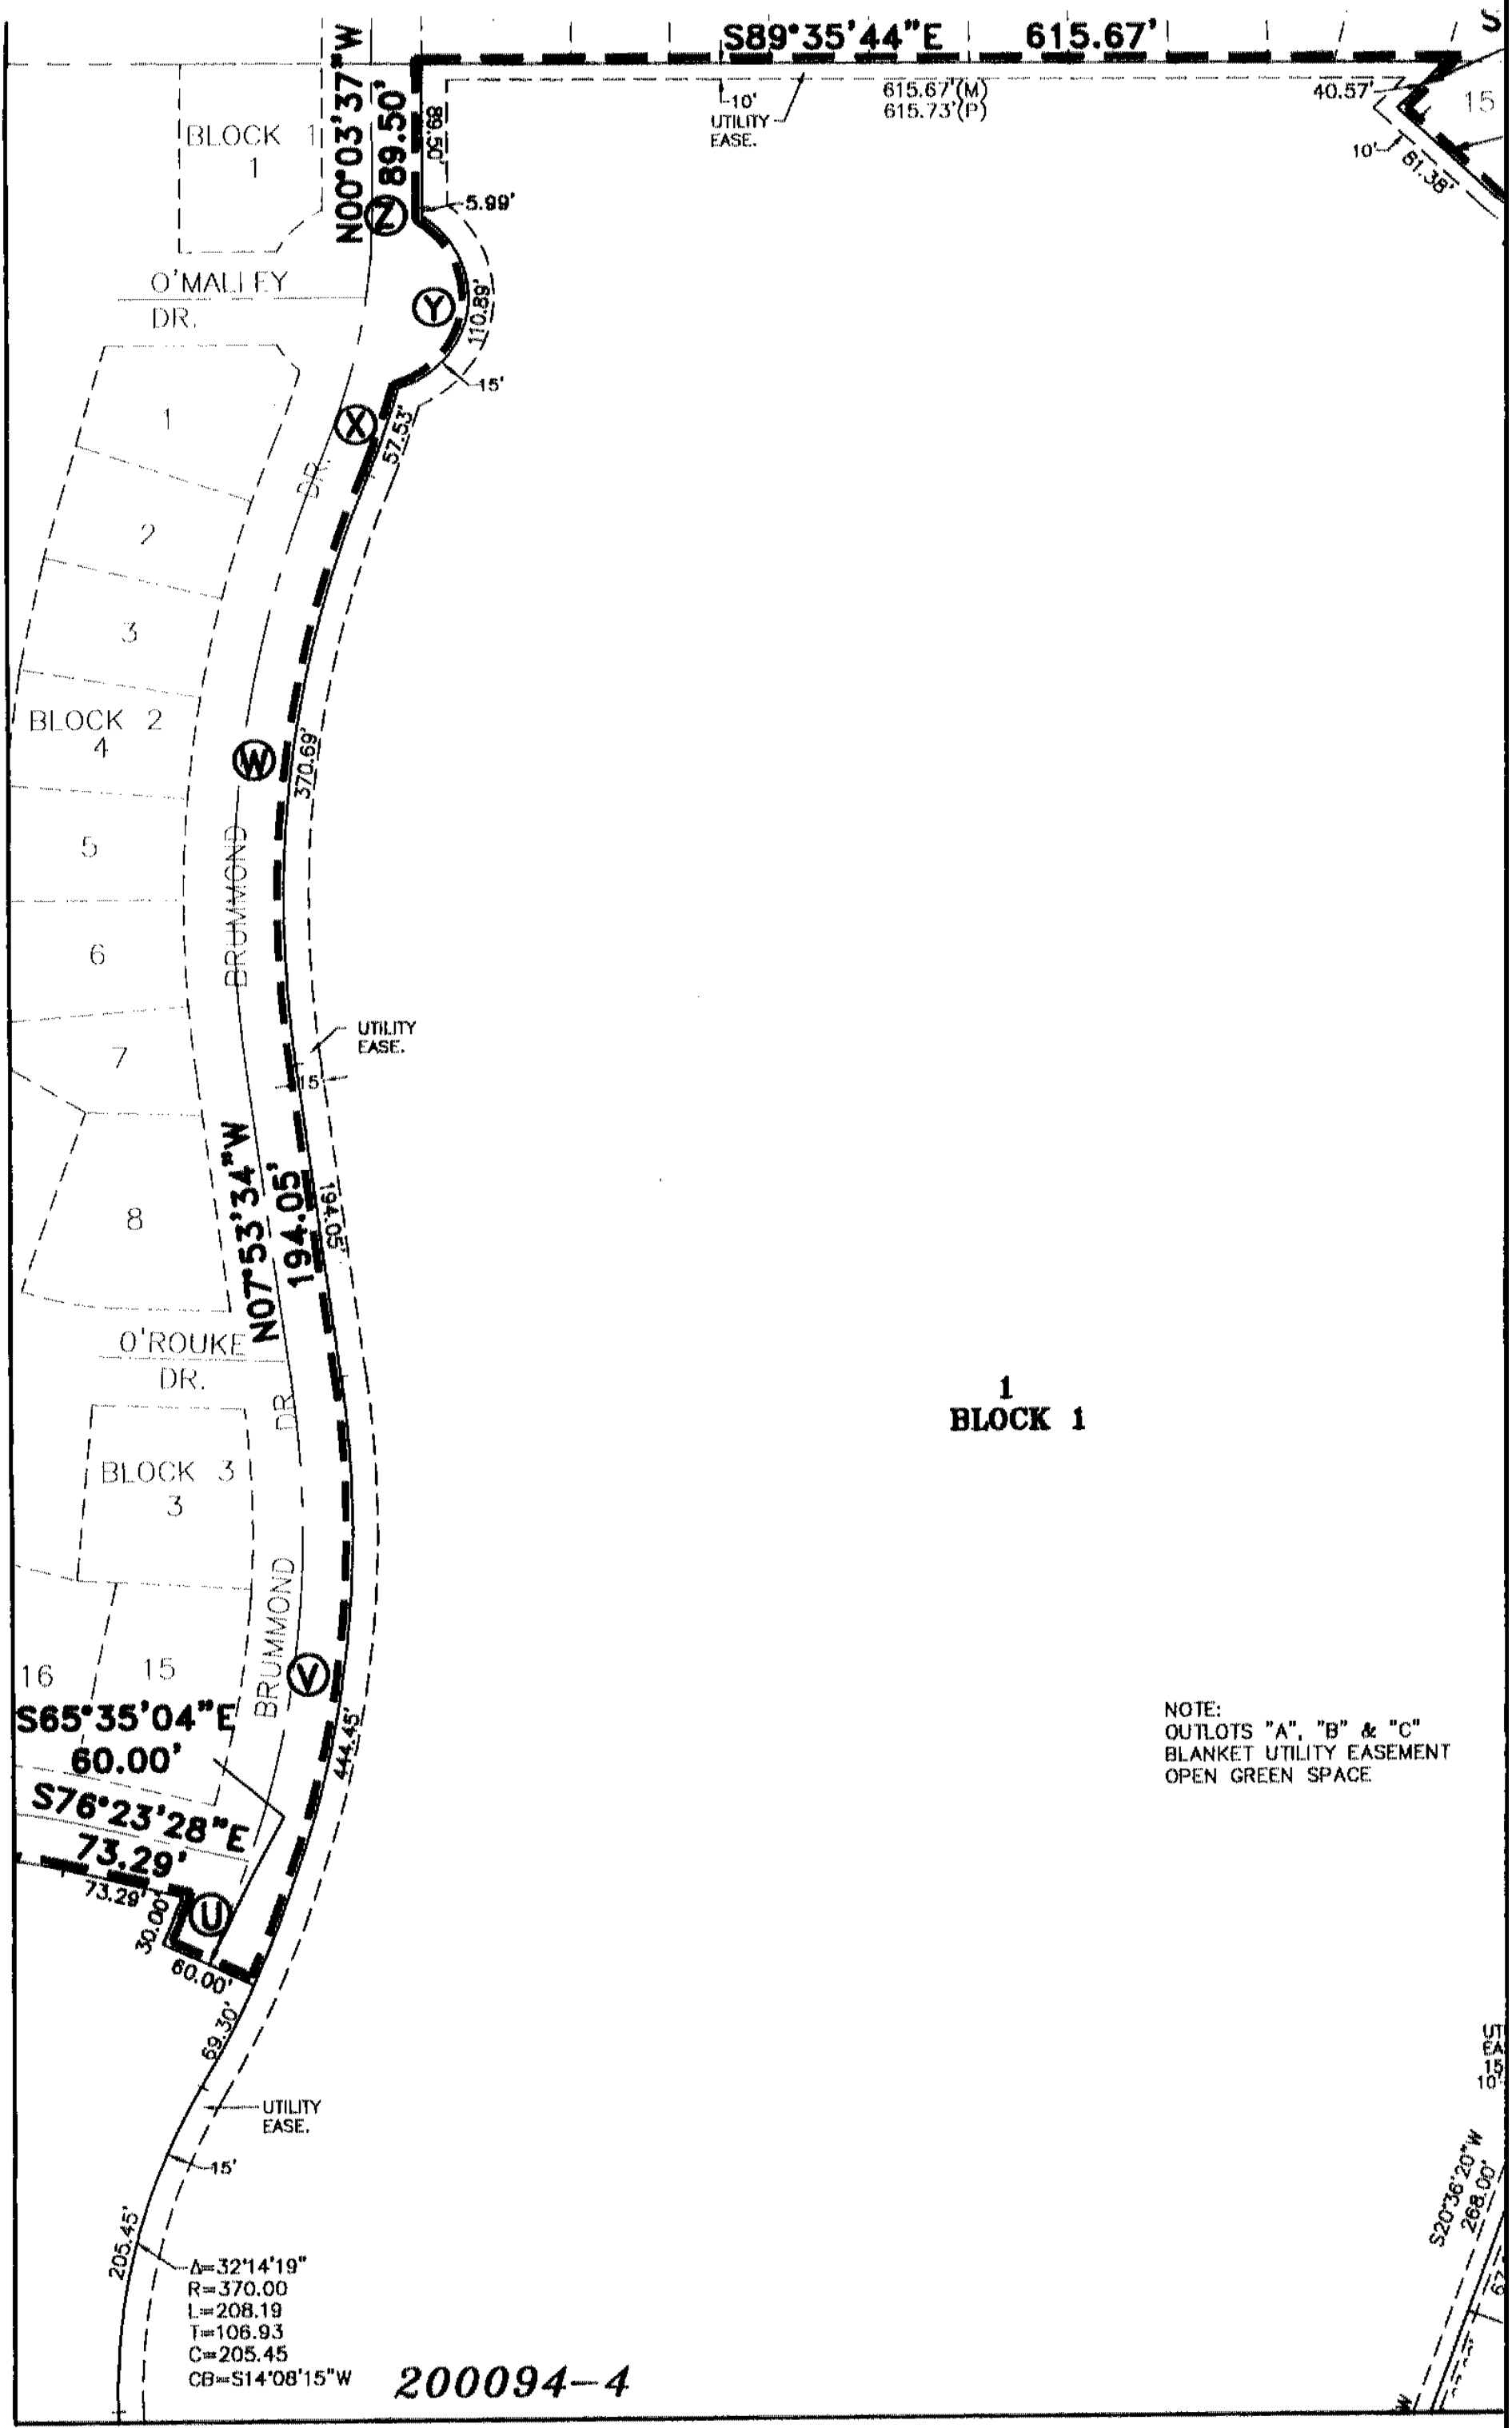 S89°35'44"E 615.67'
S
N00°03'37"W
89.50'
89.50'
10'
UTILITY
EASE.
615.67'(M)
615.73'(P)
40.57'
15
10'
81.38'
BLOCK 1
1
Z
5.99'
O'MALLEY
DR.
Y
110.89'
15'
X
57.53'
DR.
1
2
3
BLOCK 2
4
W
370.69'
5
BRUMMOND
6
7
UTILITY
EASE.
15'
N07°53'34"W
194.05'
194.05'
8
O'ROUKE
DR.
DR.
1
BLOCK 1
BLOCK 3
3
BRUMMOND
16
15
V
S65°35'04"E
60.00'
444.45'
NOTE:
OUTLOTS "A", "B" & "C"
BLANKET UTILITY EASEMENT
OPEN GREEN SPACE
S76°23'28"E
73.29'
73.29'
U
30.00'
60.00'
69.30'
UT
EA
15
10'
UTILITY
EASE.
15'
S20°36'20"W
268.00'
205.45'
Δ=32°14'19"
R=370.00
L=208.19
T=106.93
C=205.45
CB=S14°08'15"W
200094-4
67
W